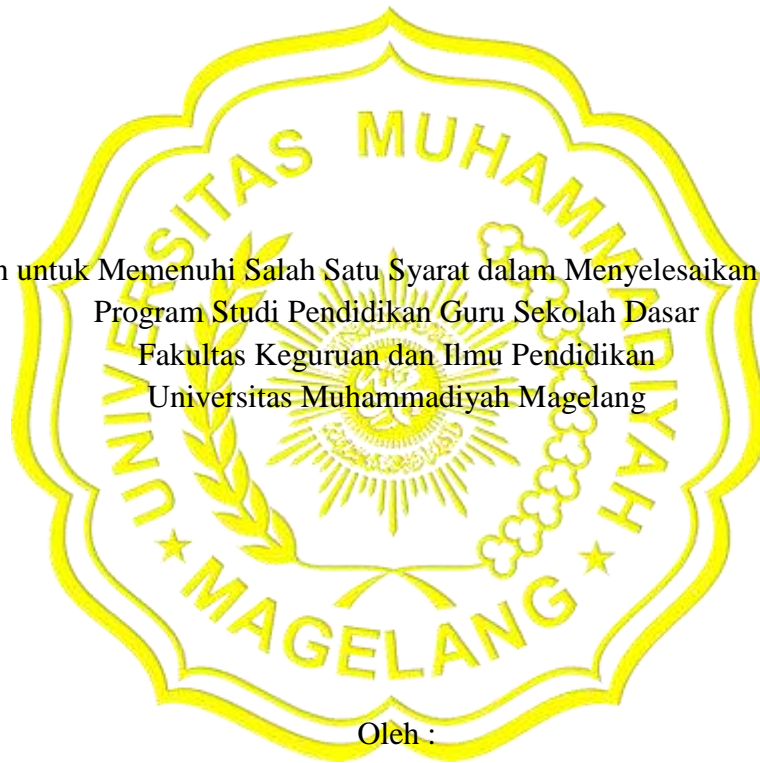 UNIVERSITAS MUHAMMADIYAH
n untuk Memenuhi Salah Satu Syarat dalam Menyelesaikan
Program Studi Pendidikan Guru Sekolah Dasar
Fakultas Keguruan dan Ilmu Pendidikan
Universitas Muhammadiyah Magelang
★ MAGELANG ★
Oleh :